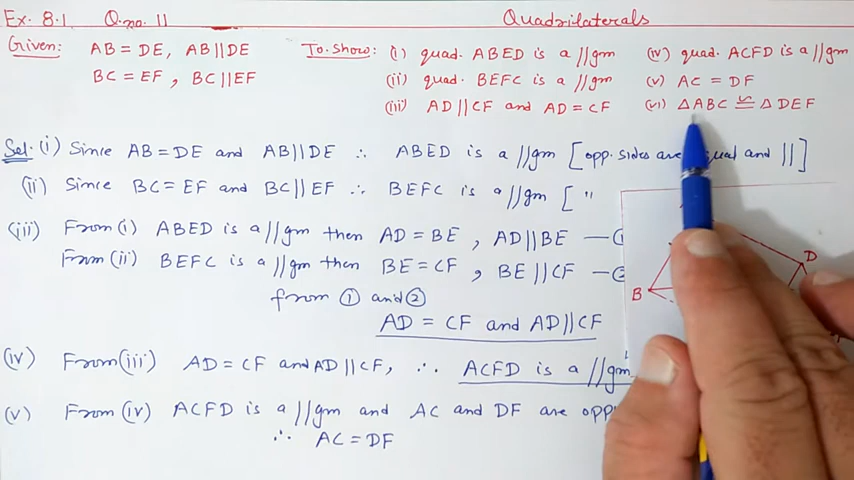 Ex. 8.1 Q.no. 11 Quadrilaterals
Given: AB = DE, AB || DE
BC = EF, BC || EF
To Show: (i) quad. ABED is a //gm
(ii) quad. BEFC is a //gm
(iii) AD || CF and AD = CF
(iv) quad. ACFD is a //gm
(v) AC = DF
(vi) △ABC ≅ △DEF
Sol: (i) Since AB = DE and AB || DE ∴ ABED is a //gm [opp. sides are and ||]
(ii) Since BC = EF and BC || EF ∴ BEFC is a //gm [ "
(iii) From (i) ABED is a //gm then AD = BE, AD || BE — ①
From (ii) BEFC is a //gm then BE = CF, BE || CF — ②
from ① and ②
AD = CF and AD || CF
(iv) From (iii) AD = CF and AD || CF, ∴ ACFD is a //gm
(v) From (iv) ACFD is a //gm and AC and DF are opp
∴ AC = DF
B
D